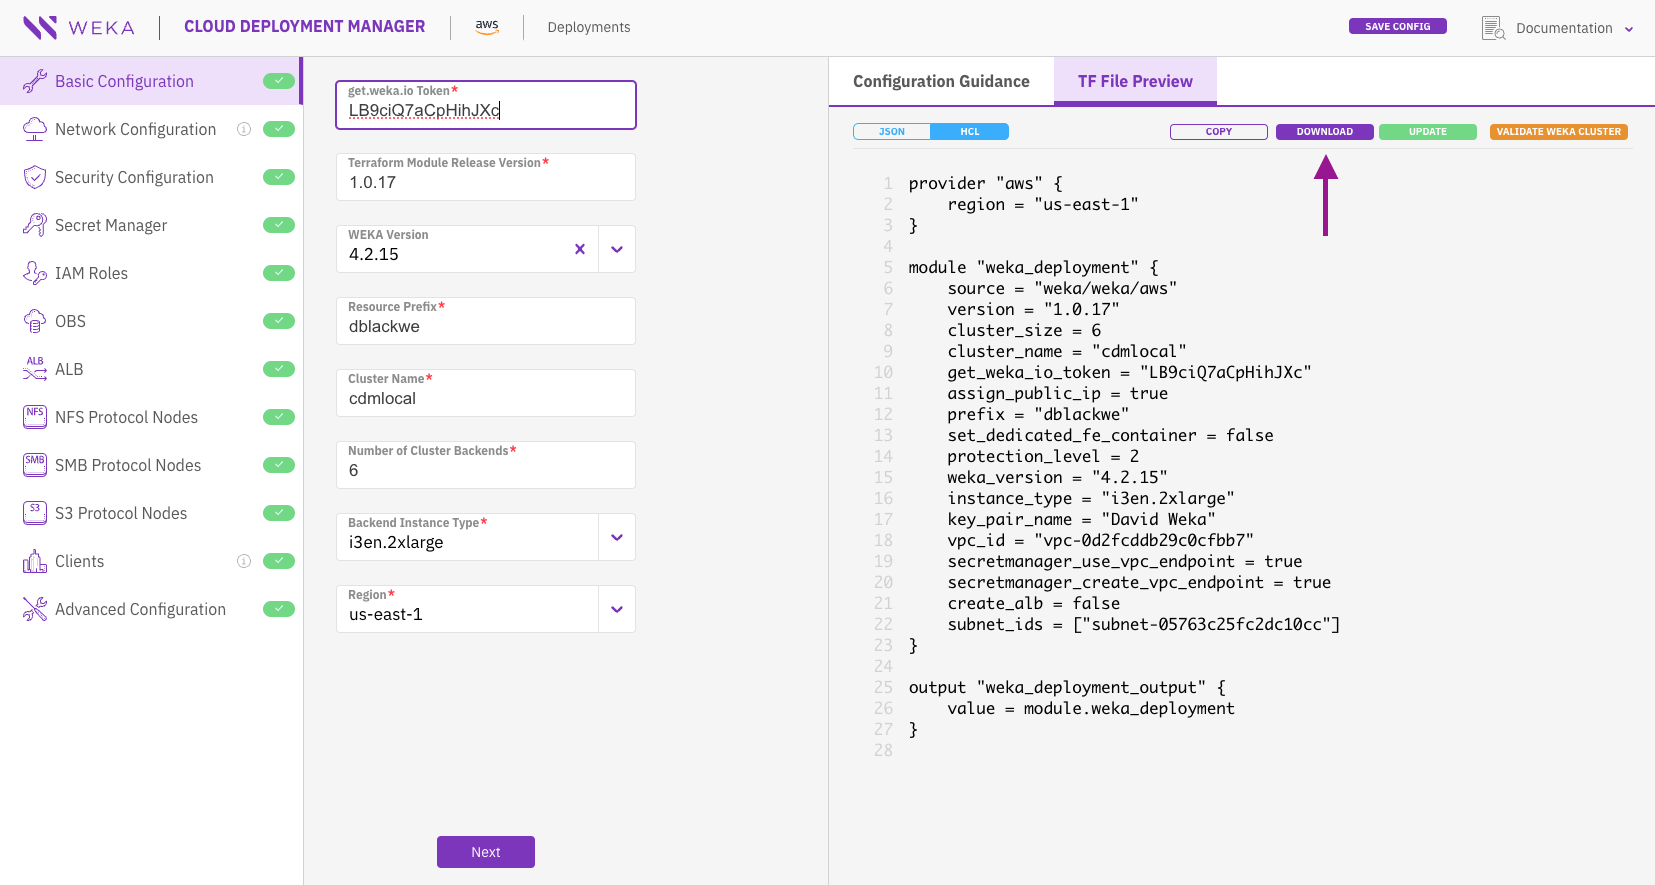 WEKA
CLOUD DEPLOYMENT MANAGER
aws
Deployments
SAVE CONFIG
Documentation
Basic Configuration
Network Configuration
Security Configuration
Secret Manager
IAM Roles
OBS
ALB
ALB
NFS
NFS Protocol Nodes
SMB
SMB Protocol Nodes
S3
S3 Protocol Nodes
Clients
Advanced Configuration
get.weka.io Token*
LB9ciQ7aCpHihJXc
Terraform Module Release Version*
1.0.17
WEKA Version
4.2.15
Resource Prefix*
dblackwe
Cluster Name*
cdmlocal
Number of Cluster Backends*
6
Backend Instance Type*
i3en.2xlarge
Region*
us-east-1
Next
Configuration Guidance
TF File Preview
JSON
HCL
COPY
DOWNLOAD
UPDATE
VALIDATE WEKA CLUSTER
1 provider "aws" {
2     region = "us-east-1"
3 }
4
5 module "weka_deployment" {
6     source = "weka/weka/aws"
7     version = "1.0.17"
8     cluster_size = 6
9     cluster_name = "cdmlocal"
10     get_weka_io_token = "LB9ciQ7aCpHihJXc"
11     assign_public_ip = true
12     prefix = "dblackwe"
13     set_dedicated_fe_container = false
14     protection_level = 2
15     weka_version = "4.2.15"
16     instance_type = "i3en.2xlarge"
17     key_pair_name = "David Weka"
18     vpc_id = "vpc-0d2fcddb29c0cfbb7"
19     secretmanager_use_vpc_endpoint = true
20     secretmanager_create_vpc_endpoint = true
21     create_alb = false
22     subnet_ids = ["subnet-05763c25fc2dc10cc"]
23 }
24
25 output "weka_deployment_output" {
26     value = module.weka_deployment
27 }
28